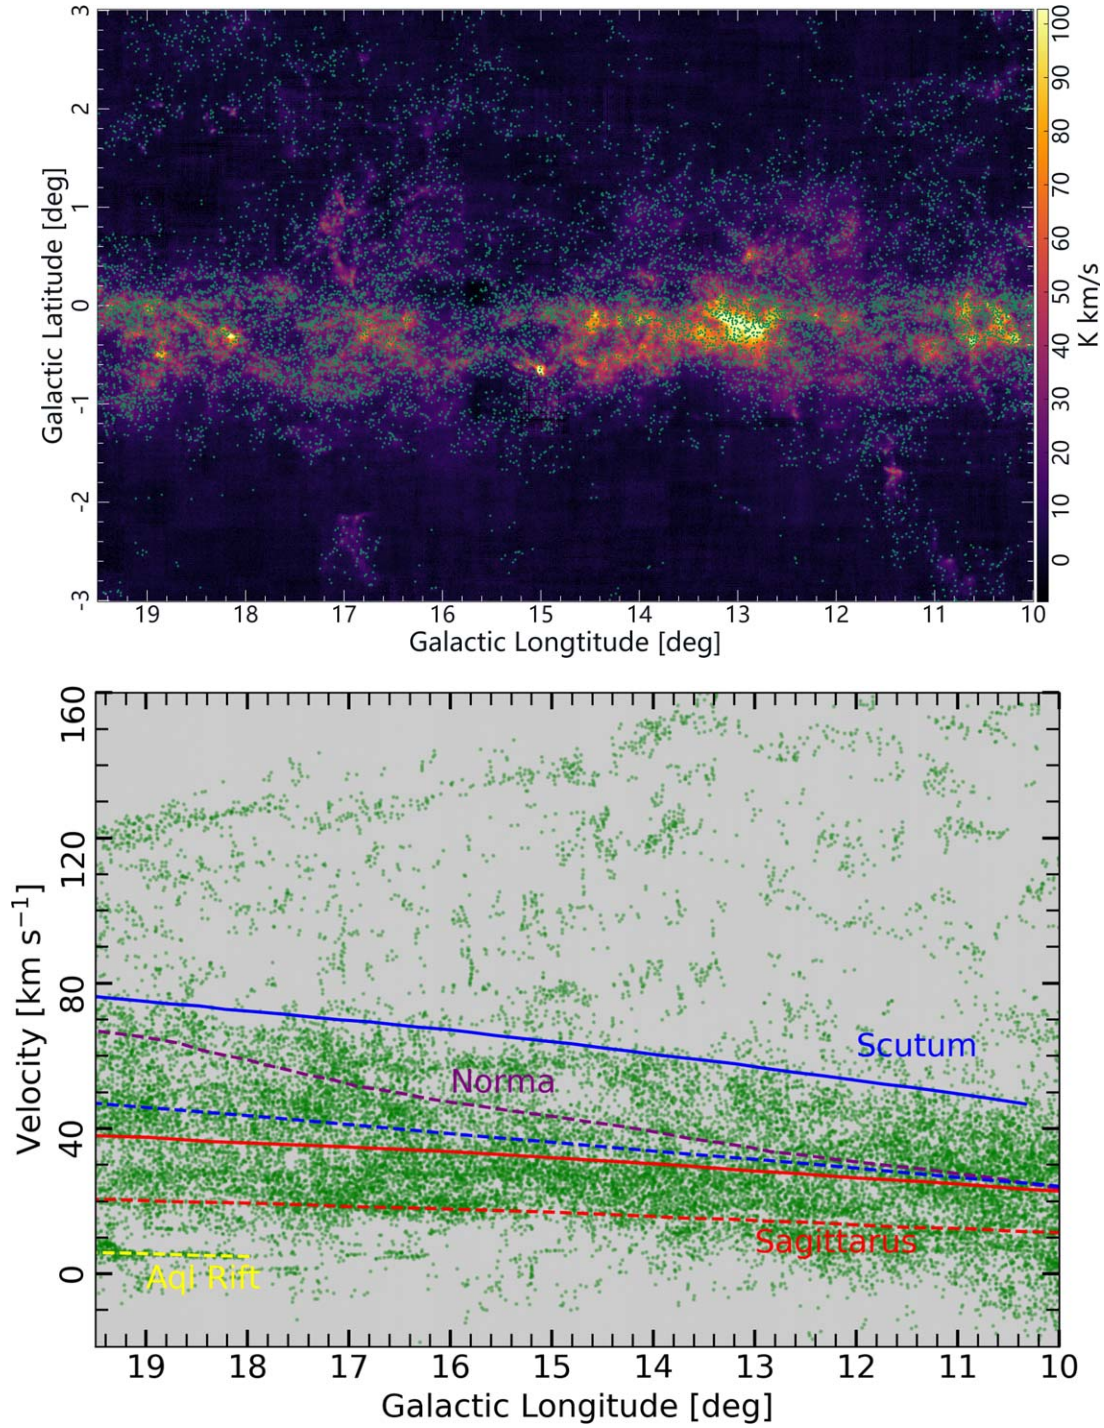 3
2
1
0
-1
-2
-3
Galactic Latitude [deg]
19 18 17 16 15 14 13 12 11 10
Galactic Longtitude [deg]
100
90
80
70
60
50
40
30
20
10
0
K km/s
160
120
80
40
0
Velocity [km s⁻¹]
Scutum
Norma
Sagittarus
Aql Rift
19 18 17 16 15 14 13 12 11 10
Galactic Longitude [deg]